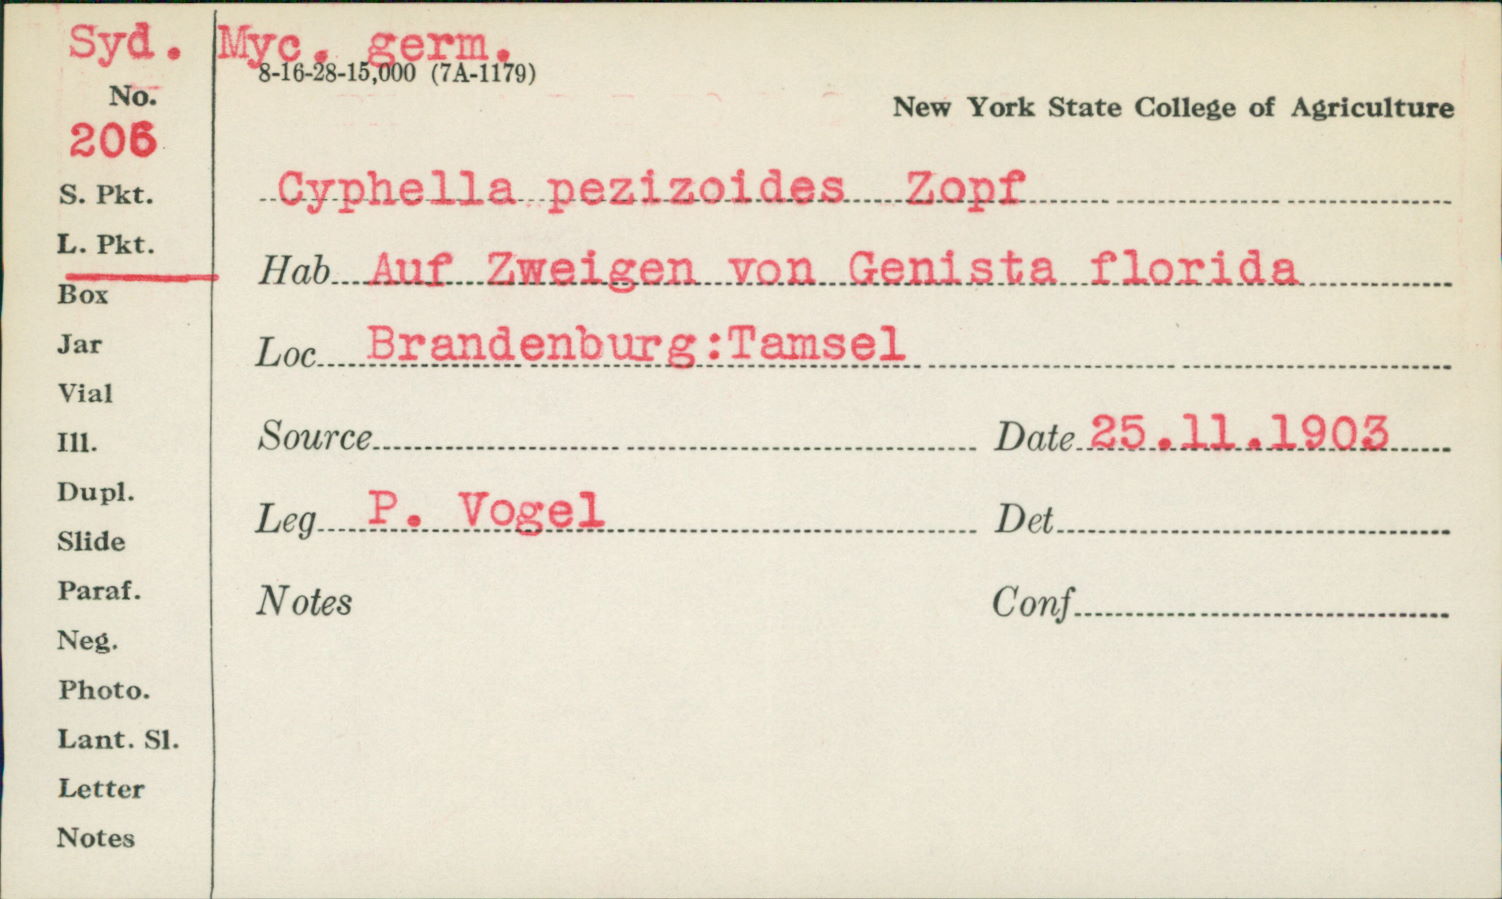 Syd. Myc. germ.
8-16-28-15,000 (7A-1179)
No.
New York State College of Agriculture
S. Pkt.
Cyphella pezizoides Zopf
L. Pkt.
Hab Auf Zweigen von Genista florida
Box
Jar
Loc Brandenburg:Tamsel
Vial
Ill.
Source Date 25.11.1903
Dupl.
Leg P. Vogel Det
Slide
Paraf.
Notes Conf
Neg.
Photo.
Lant. Sl.
Letter
Notes